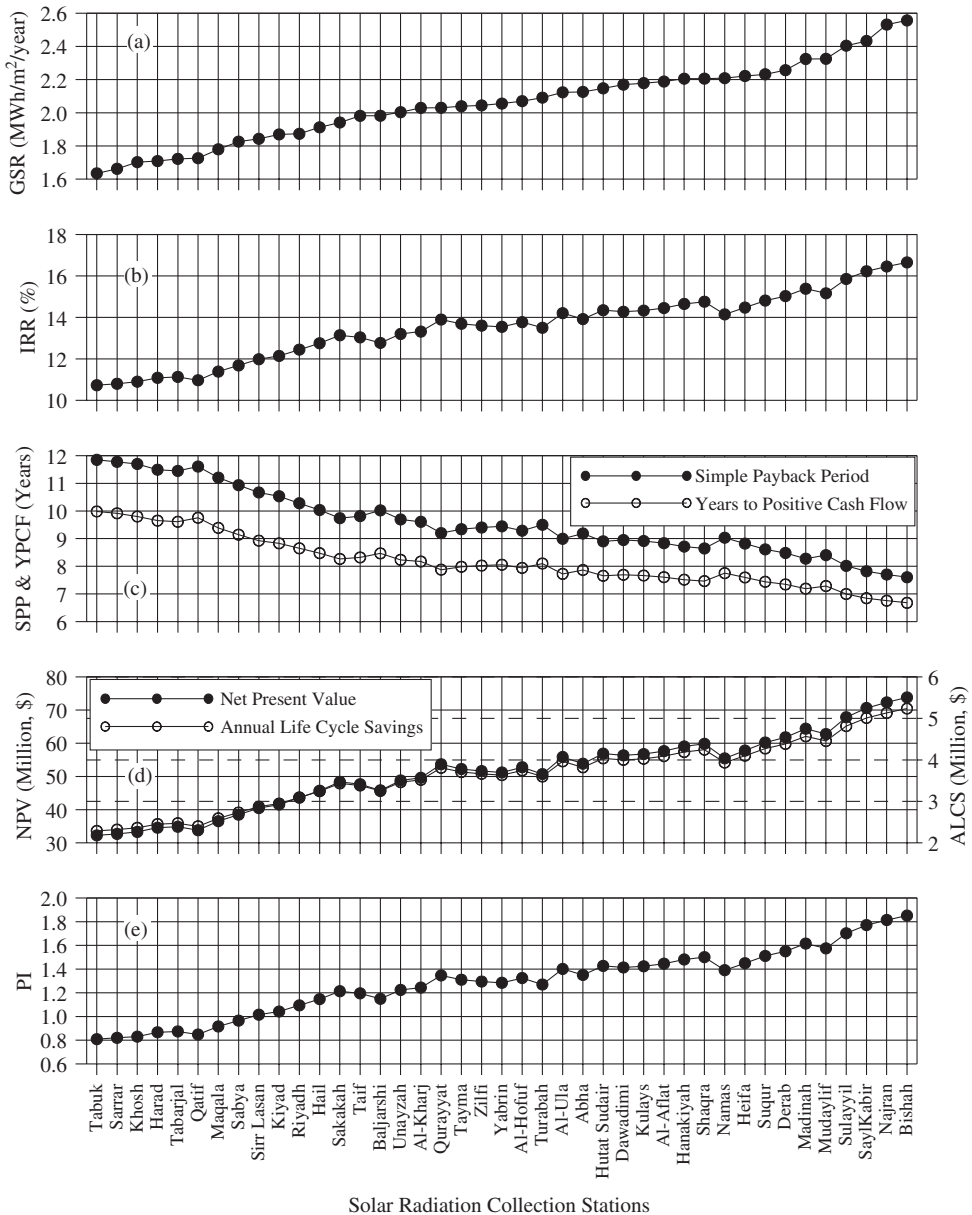 2.6
2.4
2.2
2.0
1.8
1.6
GSR (MWh/m²/year)
(a)
18
16
14
12
10
IRR (%)
(b)
12
11
10
9
8
7
6
SPP & YPCF (Years)
Simple Payback Period
Years to Positive Cash Flow
(c)
80
70
60
50
40
30
NPV (Million, $)
Net Present Value
Annual Life Cycle Savings
(d)
6
5
4
3
2
ALCS (Million, $)
2.0
1.8
1.6
1.4
1.2
1.0
0.8
0.6
PI
(e)
Tabuk
Sarrar
Khosh
Harad
Tabarjal
Qatif
Maqala
Sabya
Sirr Lasan
Kiyad
Riyadh
Hail
Sakakah
Taif
Baljarshi
Unayzah
Al-Kharj
Qurayyat
Tayma
Zilfi
Yabrin
Al-Hofuf
Turabah
Al-Ula
Abha
Hutat Sudair
Dawadimi
Kulays
Al- Aflat
Hanakiyah
Shaqra
Namas
Heifa
Suqur
Derab
Madinah
Mudaylif
Sulayyil
SaylKabir
Najran
Bishah
Solar Radiation Collection Stations